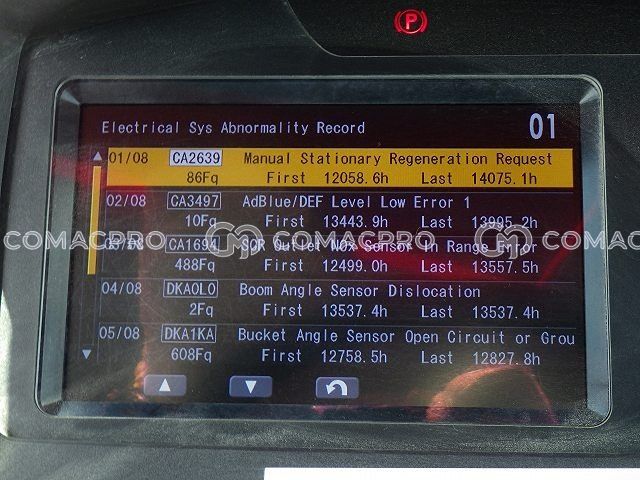 P
Electrical Sys Abnormality Record
01
01/08 CA2639 Manual Stationary Regeneration Request
86Fq First 12058.6h Last 14075.1h
02/08 CA3497 AdBlue/DEF Level Low Error 1
10Fq First 13443.9h Last 13995.2h
03/08 CA1694 SCR Outlet NOx Sensor In Range Error
488Fq First 12499.0h Last 13557.5h
COMACPRO COMACPRO COMACPRO
04/08 DKA0L0 Boom Angle Sensor Dislocation
2Fq First 13537.4h Last 13537.4h
05/08 DKA1KA Bucket Angle Sensor Open Circuit or Grou
608Fq First 12758.5h Last 12827.8h